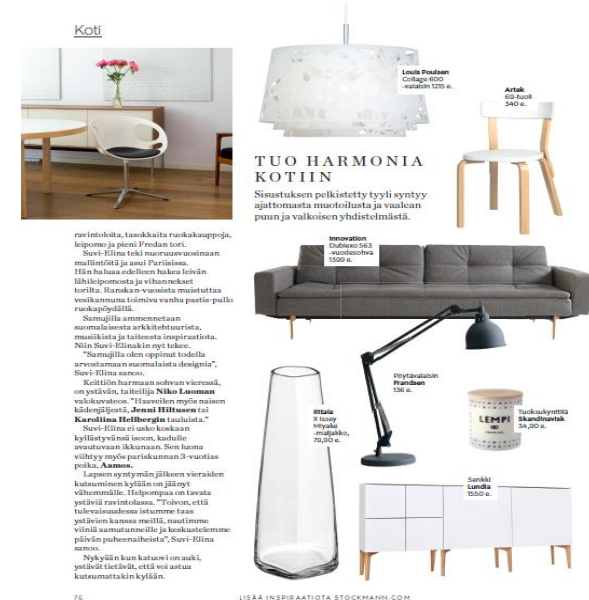 Koti
Louis Poulsen
Collage 600
-valaisin 1215 e.
Artek
69-tuoli
340 e.
TUO HARMONIA
KOTIIN
Sisustuksen pelkistetty tyyli syntyy
ajattomasta muotoilusta ja vaalean
puun ja valkoisen yhdistelmästä.
ravintoloita, tasokkaita ruokakauppoja,
leipomo ja pieni Fredan tori.
Suvi-Elina teki nuoruusvuosinaan
mallintöitä ja asui Pariisissa.
Hän haluaa edelleen hakea leivän
lähileipomosta ja vihannekset
torilta. Ranskan-vuosista muistuttaa
vesikannuna toimiva vanha pastis-pullo
ruokapöydällä.
Samujilla ammennetaan
suomalaisesta arkkitehtuurista,
musiikista ja taiteesta inspiraatiota.
Niin Suvi-Elinakin nyt tekee.
"Samujilla olen oppinut todella
arvostamaan suomalaista designia",
Suvi-Elina sanoo.
Keittiön harmaan sohvan vieressä,
on ystävän, taiteilija Niko Luoman
valokuvateos. "Haaveilen myös naisen
kädenjäljestä, Jenni Hiltusen tai
Karoliina Hellbergin tauluista."
Suvi-Elina ei usko koskaan
kyllästyvänsä isoon, kadulle
avautuvaan ikkunaan. Sen luona
viihtyy myös pariskunnan 3-vuotias
poika, Aamos.
Lapsen syntymän jälkeen vieraiden
kutsuminen kylään on jäänyt
vähemmälle. Helpompaa on tavata
ystäviä ravintolassa. "Toivon, että
tulevaisuudessa istumme taas
ystävien kanssa meillä, nautimme
viiniä aamutunneille ja keskustelemme
päivän puheenaiheista", Suvi-Elina
sanoo.
Nykyään kun katuovi on auki,
ystävät tietävät, että voi astua
kutsumattakin kylään.
Innovation
Dublexo 563
-vuodesohva
1399 e.
Pöytävalaisin
Frandsen
136 e.
Iittala
X Issey
Miyake
-maljakko,
79,90 e.
LEMPI
Tuoksukynttilä
Skandinavisk
34,90 e.
Senkki
Lundia
1550 e.
76
LISÄÄ INSPIRAATIOTA STOCKMANN.COM